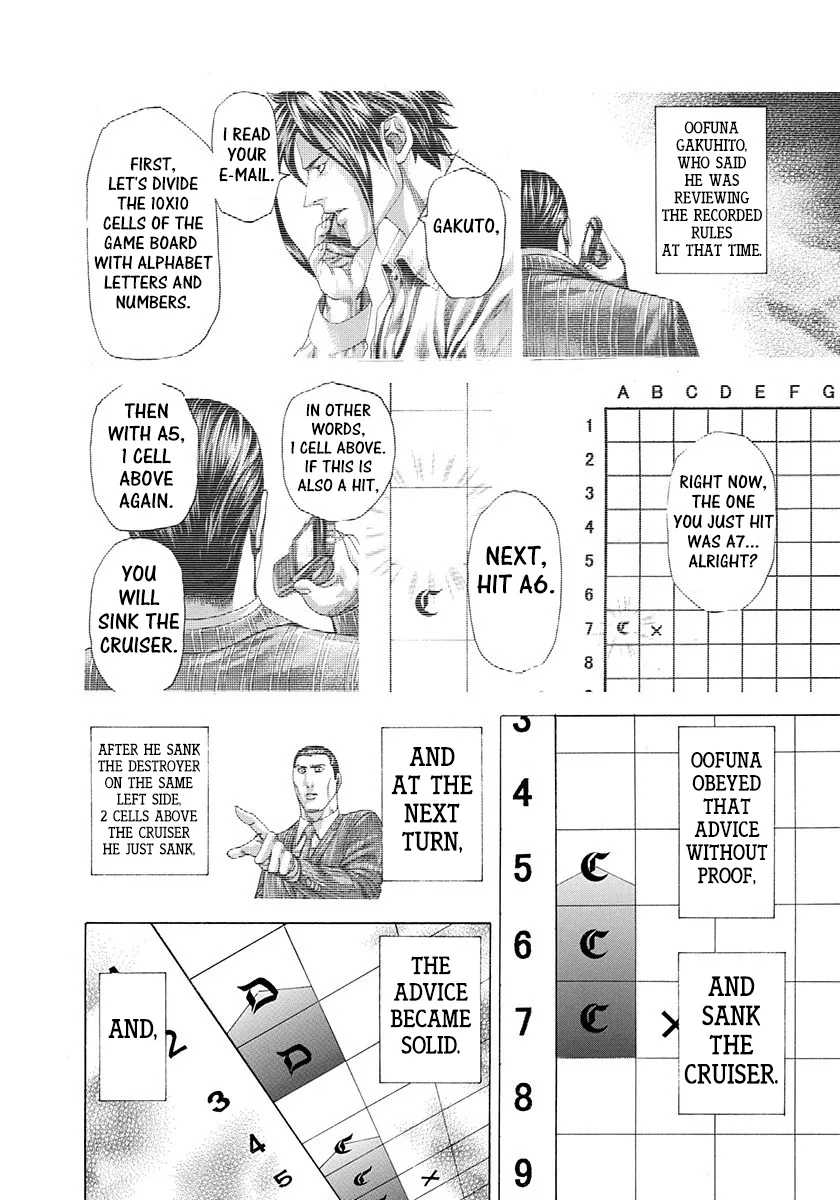 OOFUNA
GAKUHITO,
WHO SAID
HE WAS
REVIEWING
THE RECORDED
RULES
AT THAT TIME.
GAKUTO,
I READ
YOUR
E-MAIL.
FIRST,
LET'S DIVIDE
THE 10X10
CELLS OF THE
GAME BOARD
WITH ALPHABET
LETTERS AND
NUMBERS.
A B C D E F G
1
2
3
4
5
6
7 C ×
8
RIGHT NOW,
THE ONE
YOU JUST HIT
WAS A7...
ALRIGHT?
NEXT,
HIT A6.
C
IN OTHER
WORDS,
1 CELL ABOVE.
IF THIS IS
ALSO A HIT,
THEN
WITH A5,
1 CELL
ABOVE
AGAIN.
YOU
WILL
SINK THE
CRUISER.
OOFUNA
OBEYED
THAT
ADVICE
WITHOUT
PROOF,
AND
SANK
THE
CRUISER.
3
4
5 C
6 C
7 C ×
8
9
AND
AT THE
NEXT
TURN,
AFTER HE SANK
THE DESTROYER
ON THE SAME
LEFT SIDE,
2 CELLS ABOVE
THE CRUISER
HE JUST SANK,
THE
ADVICE
BECAME
SOLID.
AND,
2 D
3 D
4
5 C
C ×